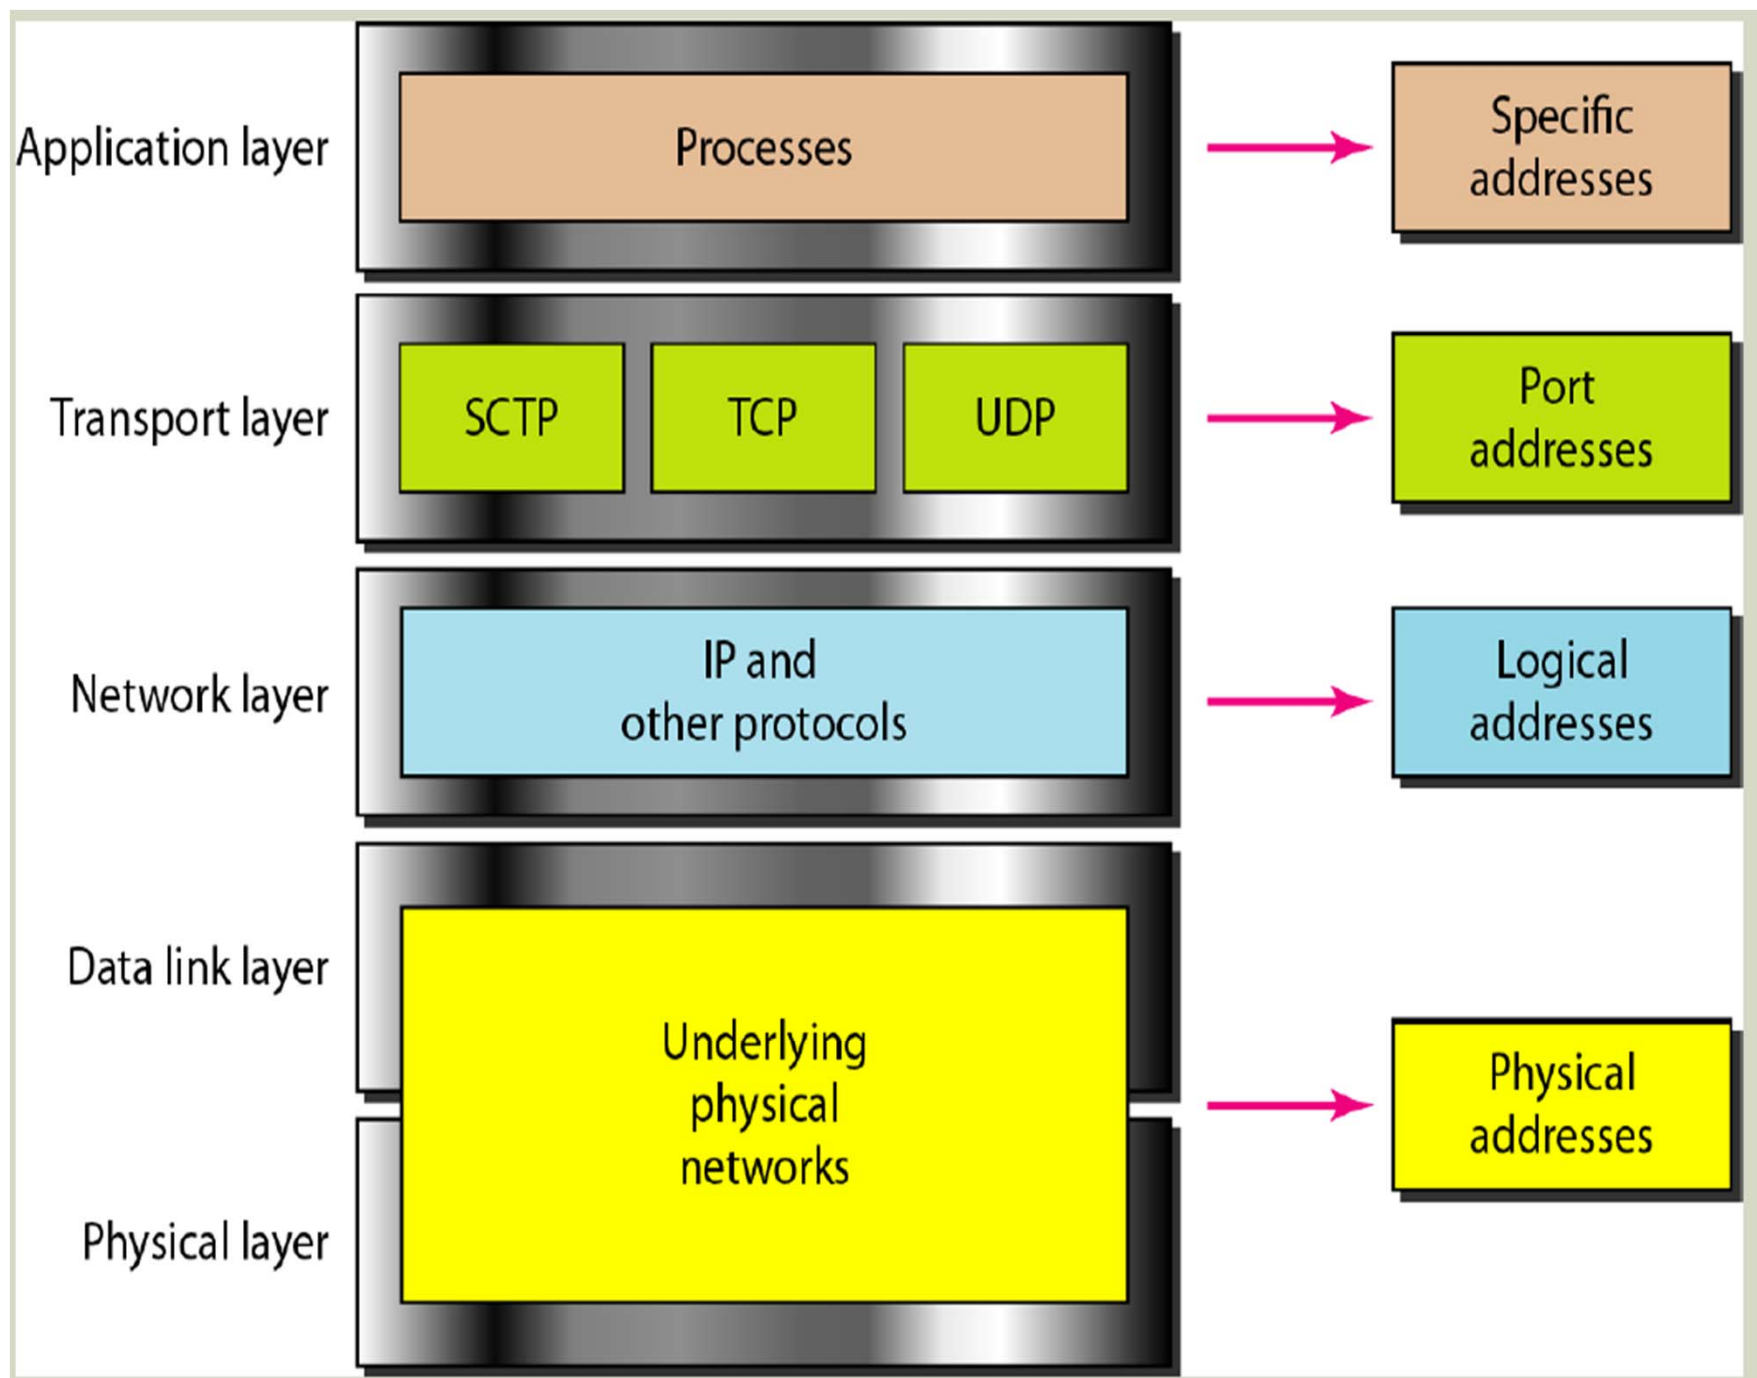 Application layer
Processes
Specific
addresses
Transport layer
SCTP
TCP
UDP
Port
addresses
Network layer
IP and
other protocols
Logical
addresses
Data link layer
Underlying
physical
networks
Physical
addresses
Physical layer